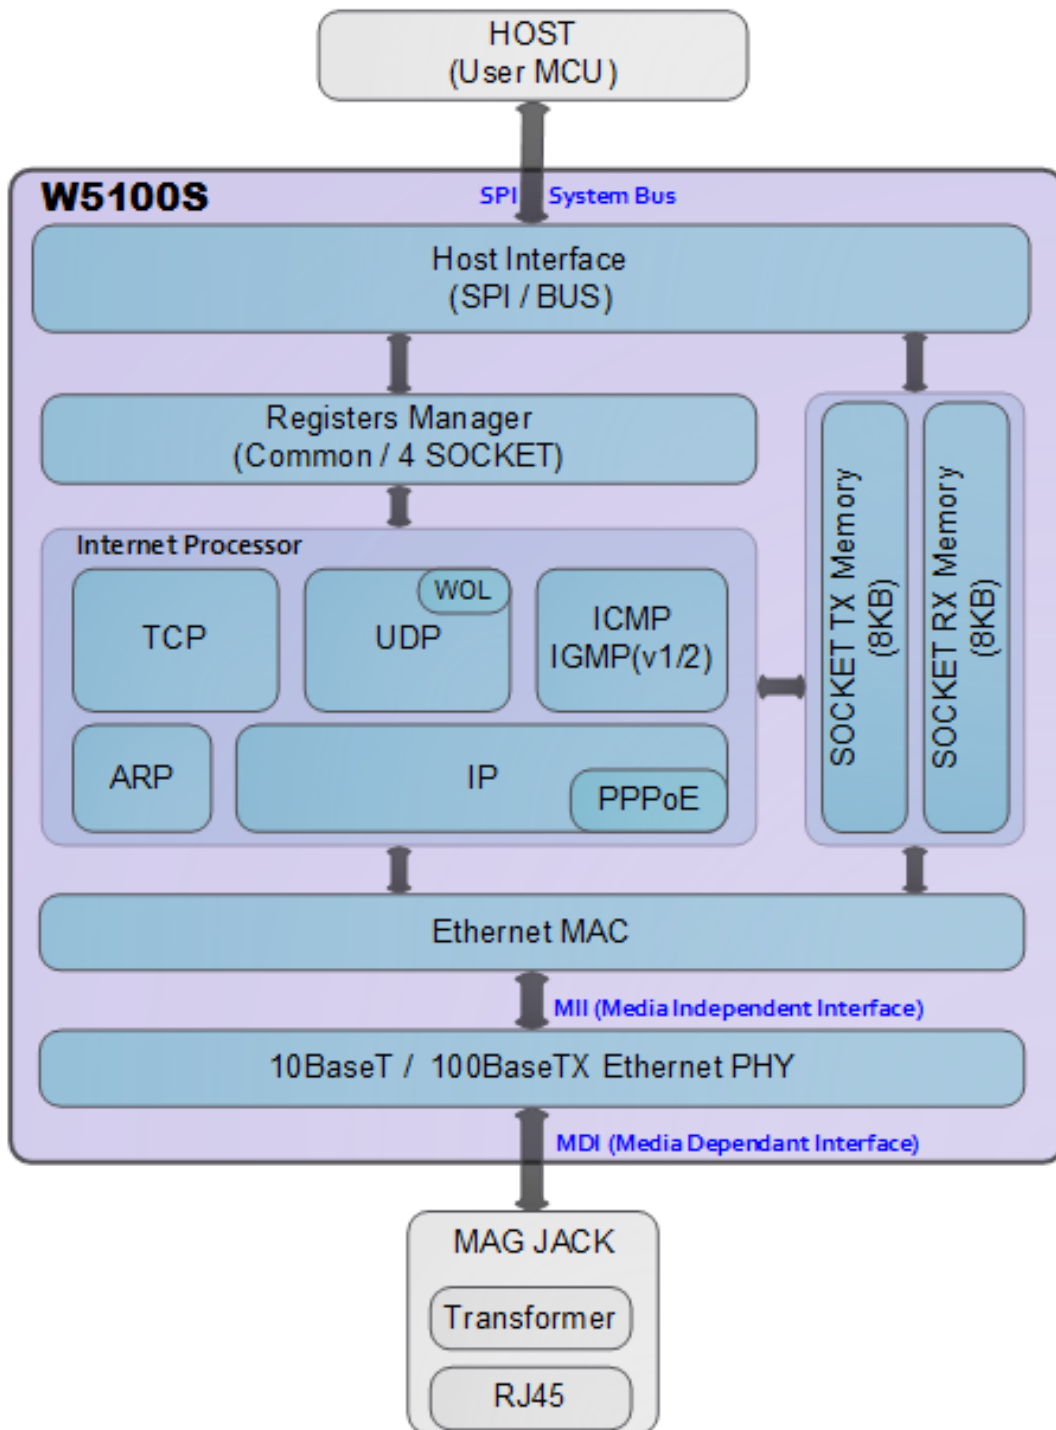 HOST
(User MCU)
W5100S
SPI System Bus
Host Interface
(SPI / BUS)
Registers Manager
(Common / 4 SOCKET)
Internet Processor
TCP
UDP
WOL
ICMP
IGMP(v1/2)
ARP
IP
PPPoE
SOCKET TX Memory
(8KB)
SOCKET RX Memory
(8KB)
Ethernet MAC
MII (Media Independent Interface)
10BaseT / 100BaseTX Ethernet PHY
MDI (Media Dependant Interface)
MAG JACK
Transformer
RJ45